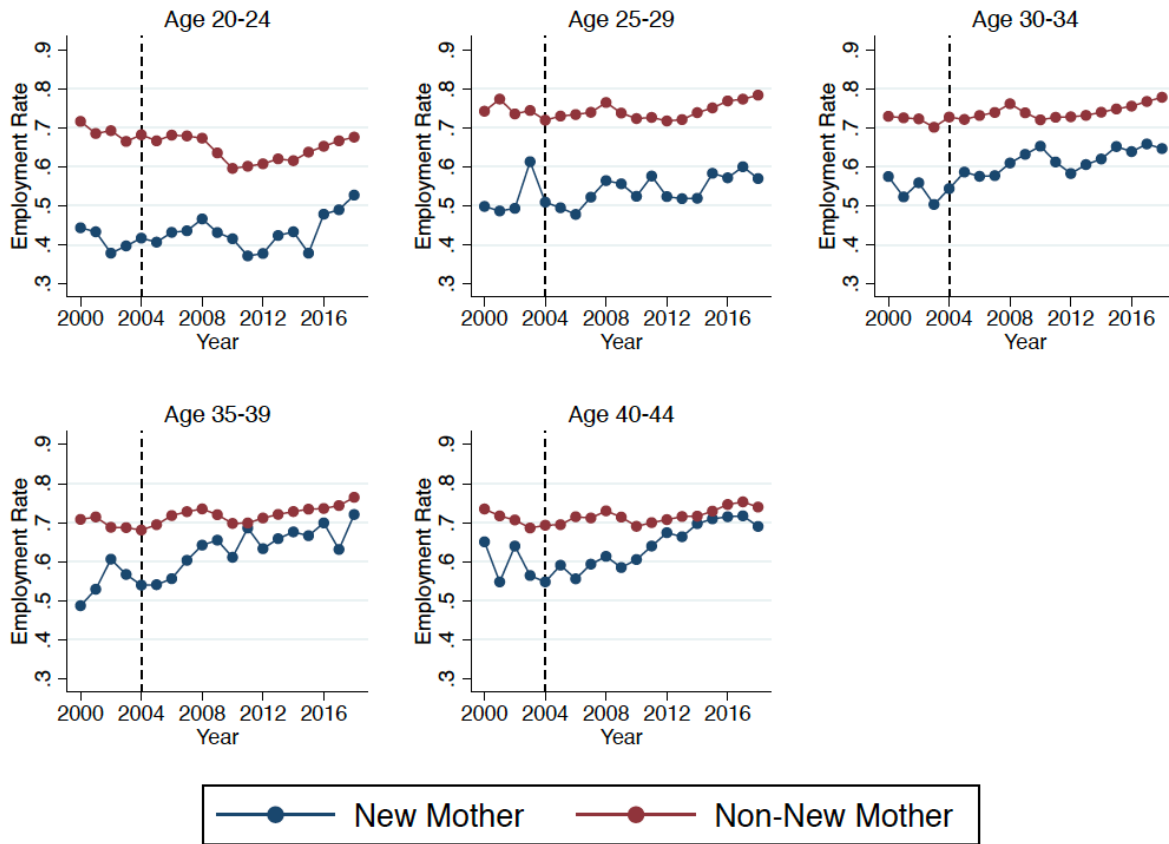 Age 20-24
Age 25-29
Age 30-34
Employment Rate
.3 .4 .5 .6 .7 .8 .9
2000 2004 2008 2012 2016
Year
Employment Rate
.3 .4 .5 .6 .7 .8 .9
2000 2004 2008 2012 2016
Year
Employment Rate
.3 .4 .5 .6 .7 .8 .9
2000 2004 2008 2012 2016
Year
Age 35-39
Age 40-44
Employment Rate
.3 .4 .5 .6 .7 .8 .9
2000 2004 2008 2012 2016
Year
Employment Rate
.3 .4 .5 .6 .7 .8 .9
2000 2004 2008 2012 2016
Year
New Mother
Non-New Mother